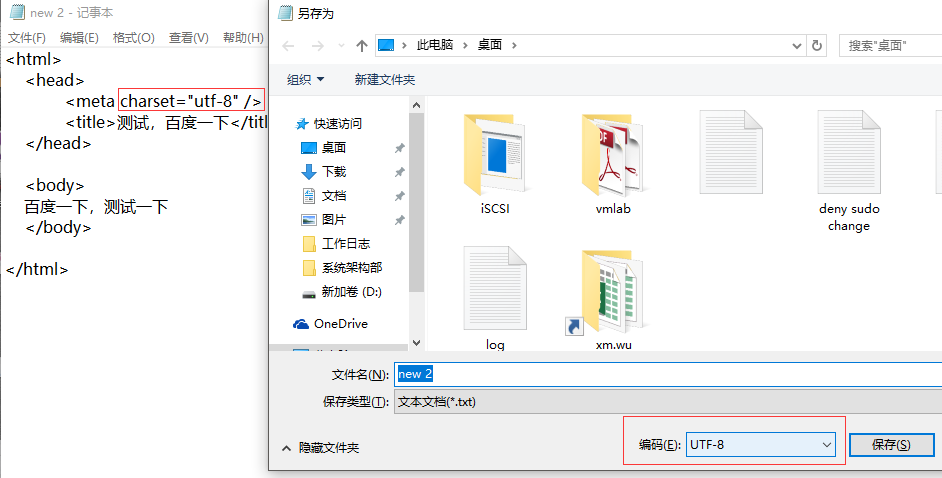 new 2 - 记事本
文件(F) 编辑(E) 格式(O) 查看(V) 帮助(H)
<html>
<head>
<meta charset="utf-8" />
<title>测试，百度一下</titl
</head>
<body>
百度一下，测试一下
</body>
</html>
另存为
此电脑 > 桌面 >
搜索"桌面"
组织 新建文件夹
快速访问
桌面
下载
文档
图片
工作日志
系统架构部
新加卷 (D:)
OneDrive
iSCSI
vmlab
deny sudo
change
log
xm.wu
文件名(N): new 2
保存类型(T): 文本文档(*.txt)
隐藏文件夹
编码(E): UTF-8
保存(S)